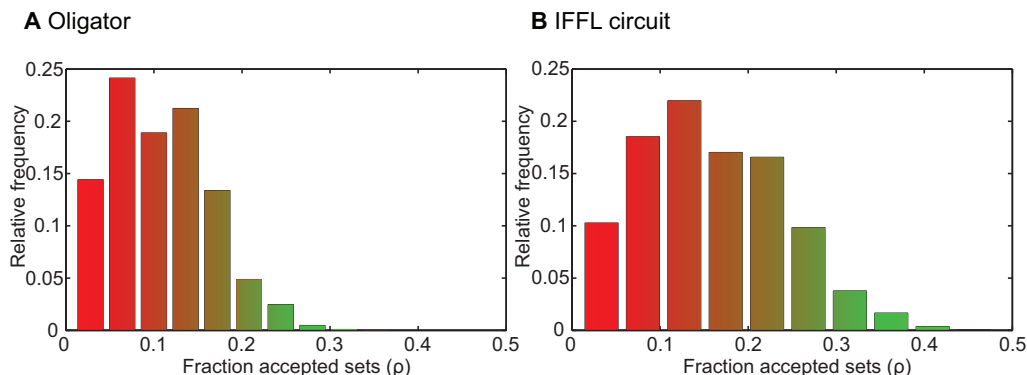 A Oligator
Relative frequency
0.25
0.2
0.15
0.1
0.05
0
0 0.1 0.2 0.3 0.4 0.5
Fraction accepted sets (ρ)
B IFFL circuit
Relative frequency
0.25
0.2
0.15
0.1
0.05
0
0 0.1 0.2 0.3 0.4 0.5
Fraction accepted sets (ρ)